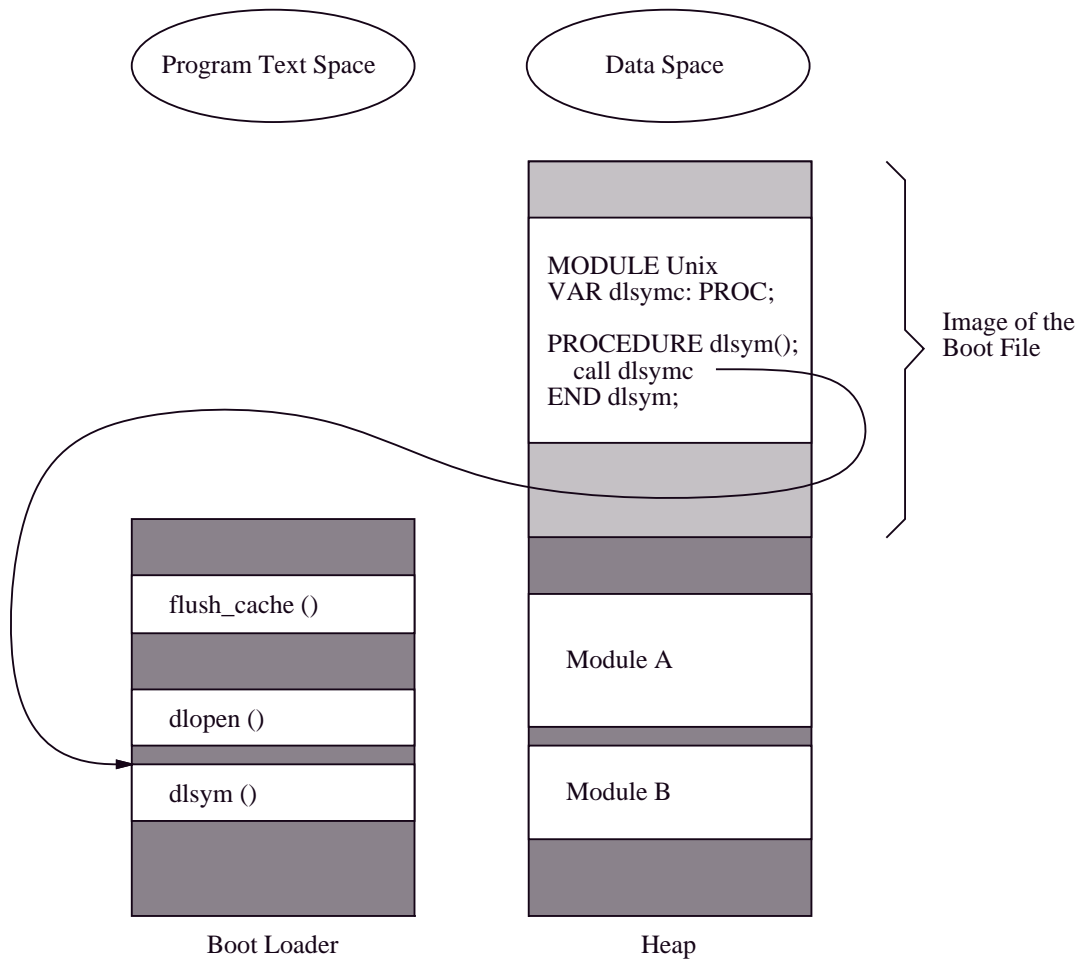 Program Text Space
Data Space
MODULE Unix
VAR dlsymc: PROC;
PROCEDURE dlsym();
call dlsymc
END dlsym;
Image of the
Boot File
flush_cache ()
dlopen ()
dlsym ()
Module A
Module B
Boot Loader
Heap